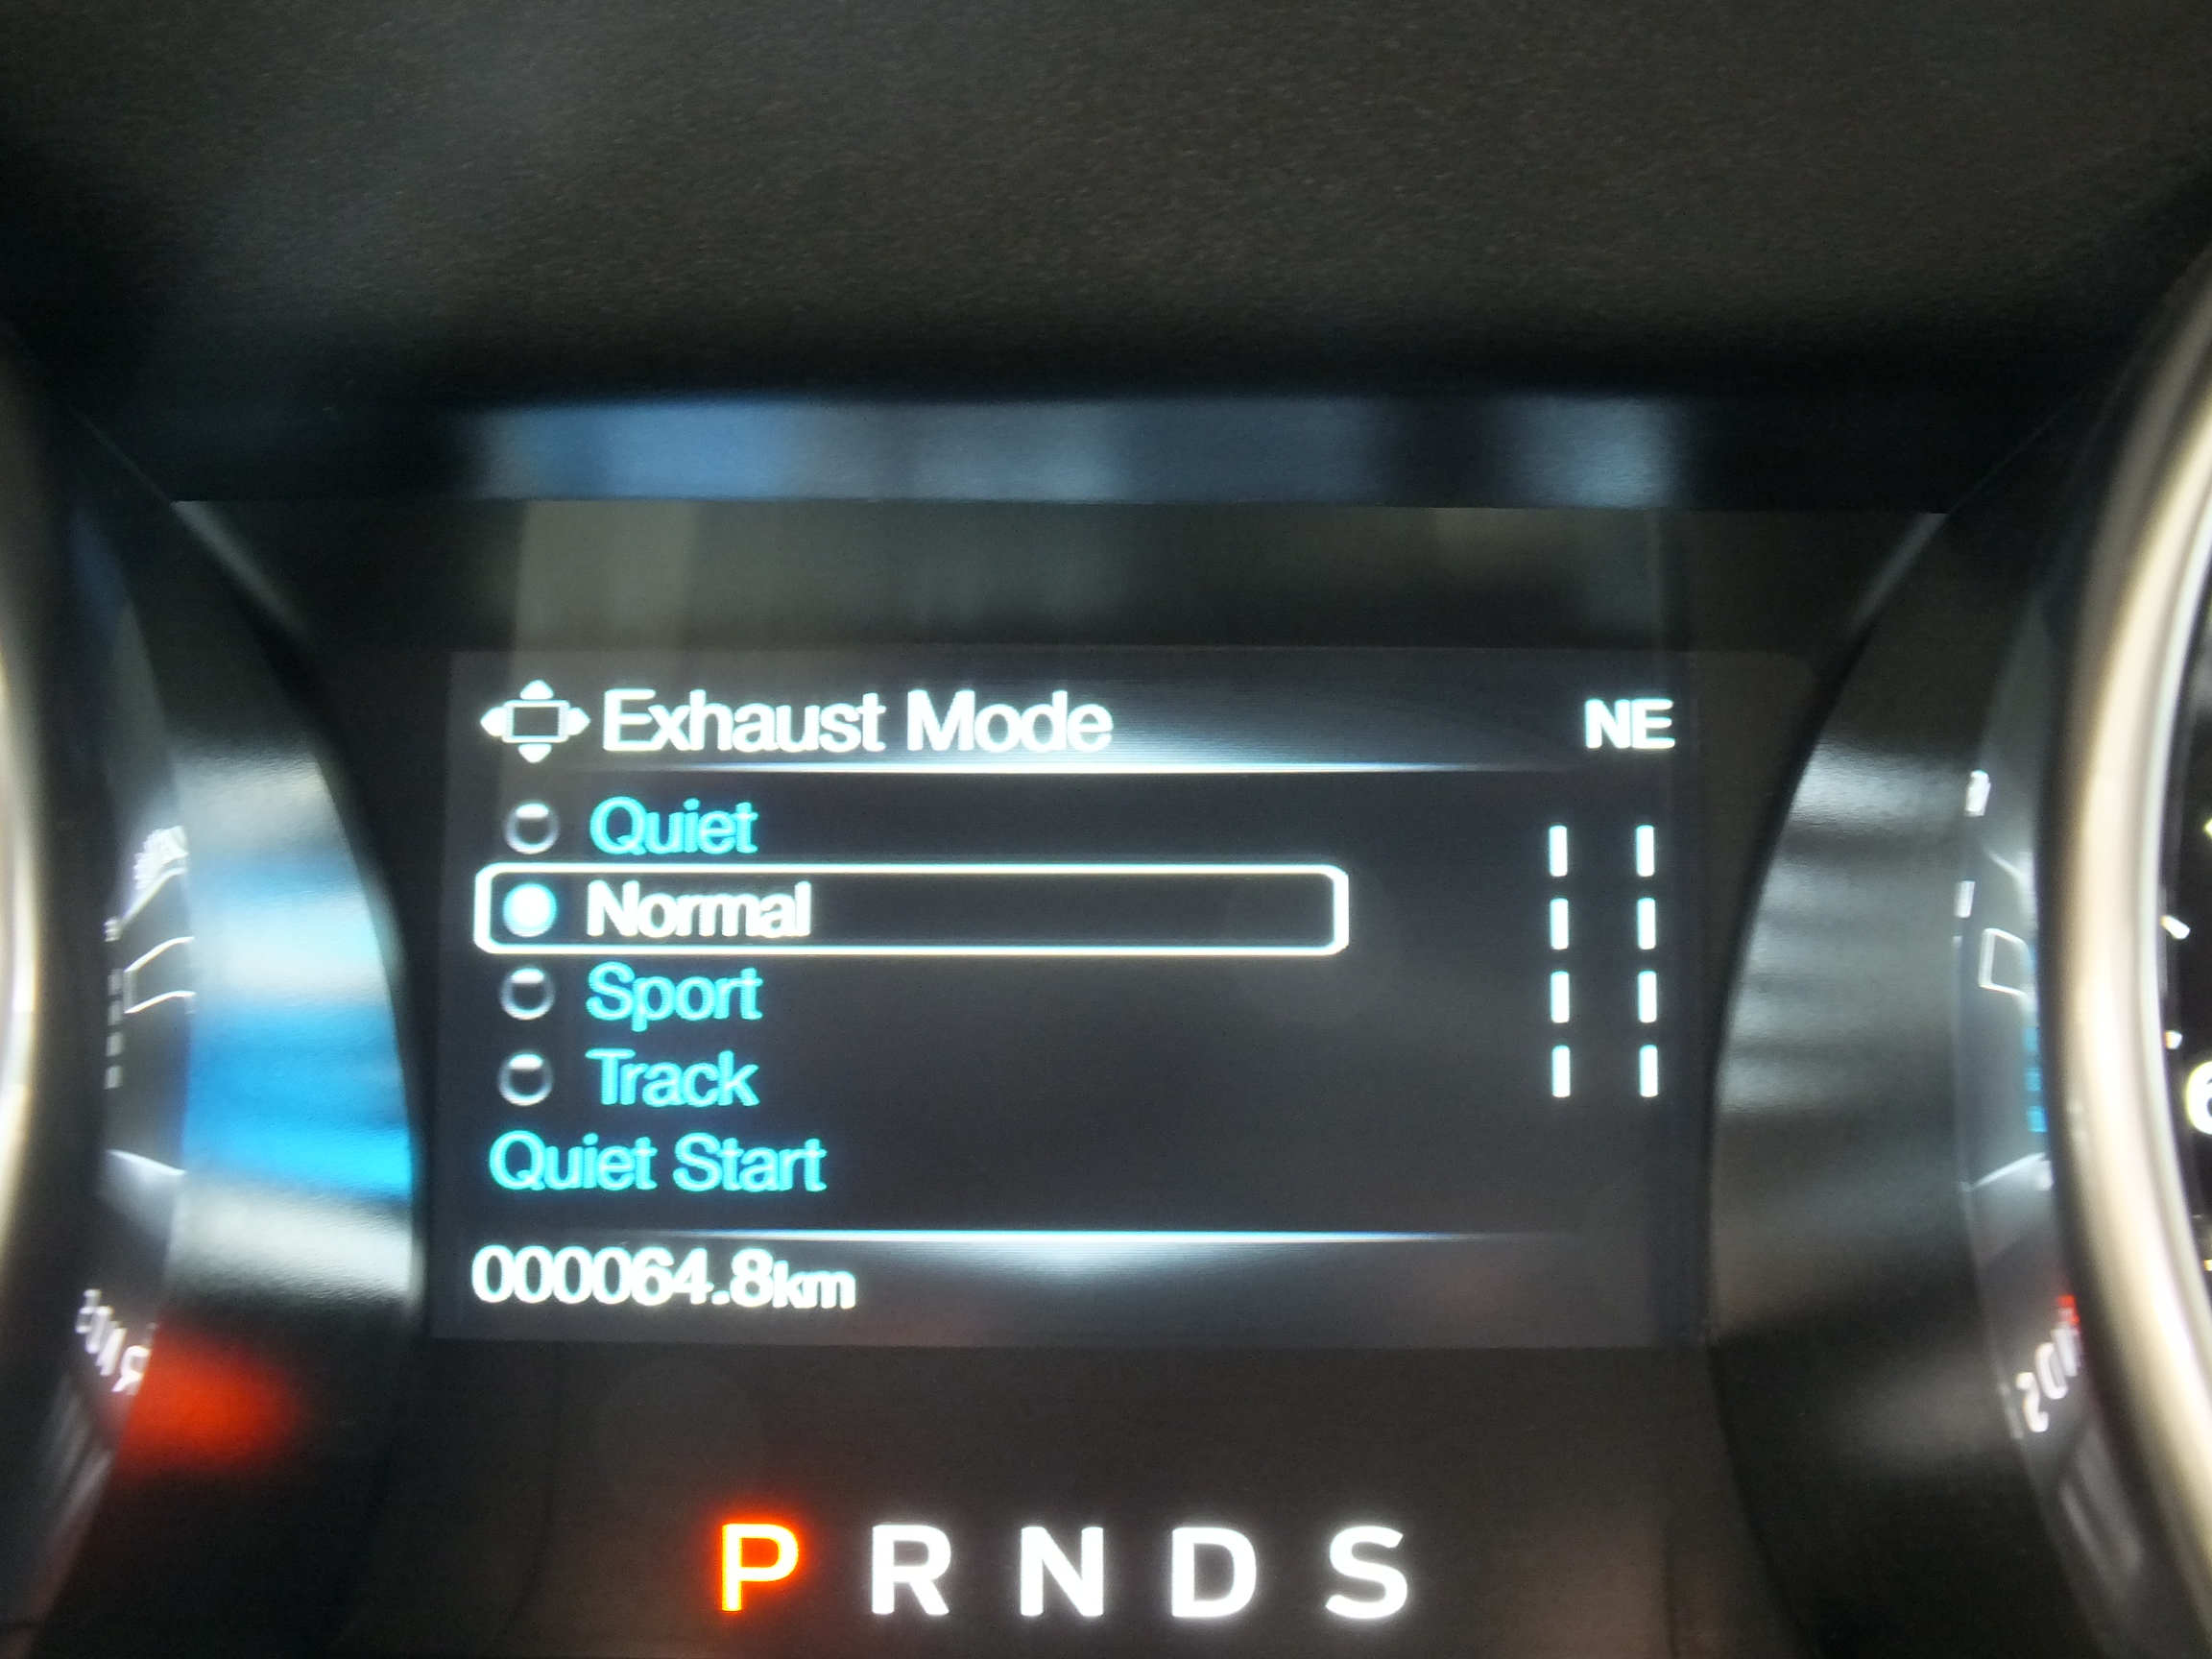 Exhaust Mode NE
Quiet
Normal
Sport
Track
Quiet Start
000064.8km
P R N D S